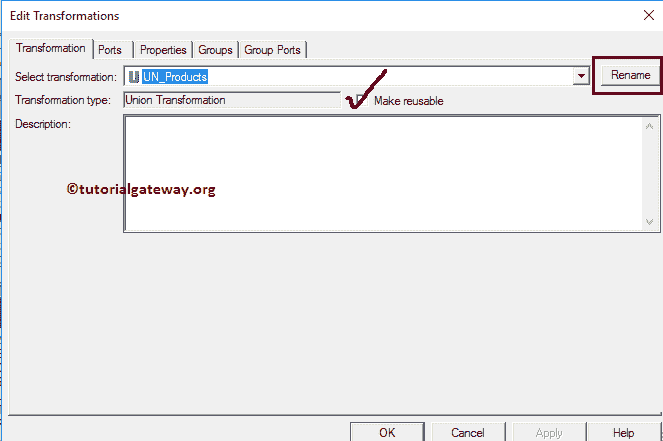 Edit Transformations
Transformation Ports Properties Groups Group Ports
Select transformation: UN_Products Rename
Transformation type: Union Transformation Make reusable
Description:
©tutorialgateway.org
OK Cancel Apply Help